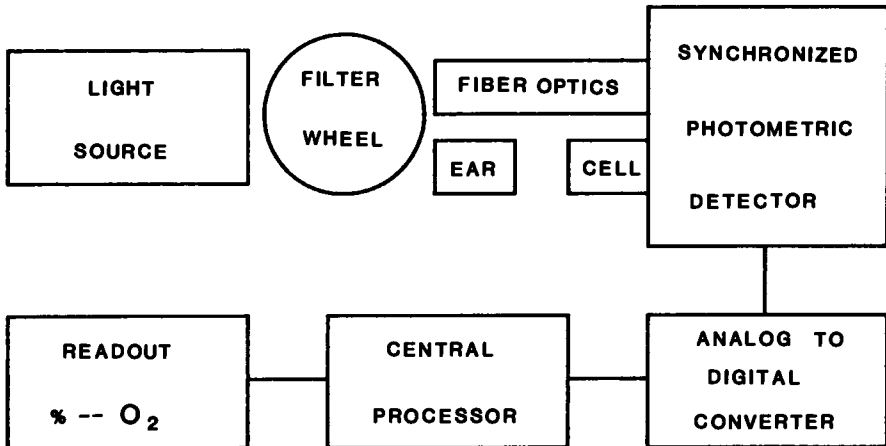 LIGHT
SOURCE
FILTER
WHEEL
FIBER OPTICS
EAR
CELL
SYNCHRONIZED
PHOTOMETRIC
DETECTOR
READOUT
% -- O₂
CENTRAL
PROCESSOR
ANALOG TO
DIGITAL
CONVERTER